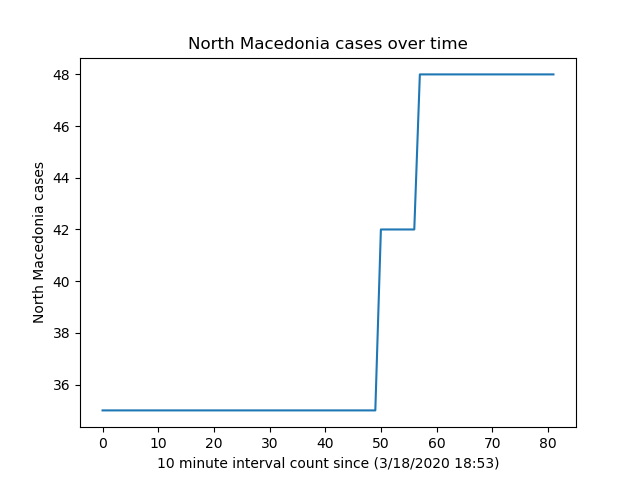 North Macedonia cases over time
48
46
44
42
40
38
36
North Macedonia cases
0 10 20 30 40 50 60 70 80
10 minute interval count since (3/18/2020 18:53)